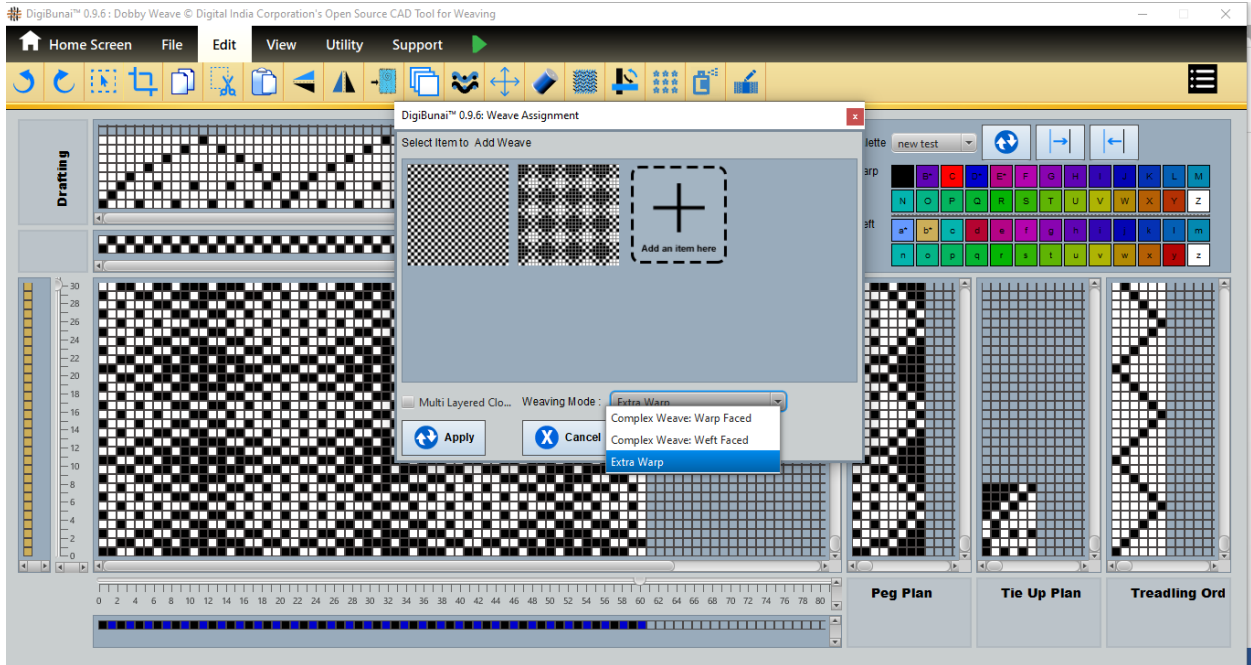 DigiBunai™ 0.9.6 : Dobby Weave © Digital India Corporation's Open Source CAD Tool for Weaving
Home Screen File Edit View Utility Support
DigiBunai™ 0.9.6: Weave Assignment
Select Item to Add Weave
Add an item here
Multi Layered Clo... Weaving Mode : Extra Warp
Complex Weave: Warp Faced
Complex Weave: Weft Faced
Extra Warp
Apply Cancel
Drafting
lette new test
arp B* C D* E* F G H I J K L M
N O P Q R S T U V W X Y Z
eft a* b* c d e f g h i j k l m
n o p q r s t u v w x y z
30
28
26
24
22
20
18
16
14
12
10
8
6
4
2
0
0 2 4 6 8 10 12 14 16 18 20 22 24 26 28 30 32 34 36 38 40 42 44 46 48 50 52 54 56 58 60 62 64 66 68 70 72 74 76 78 80
Peg Plan Tie Up Plan Treadling Ord